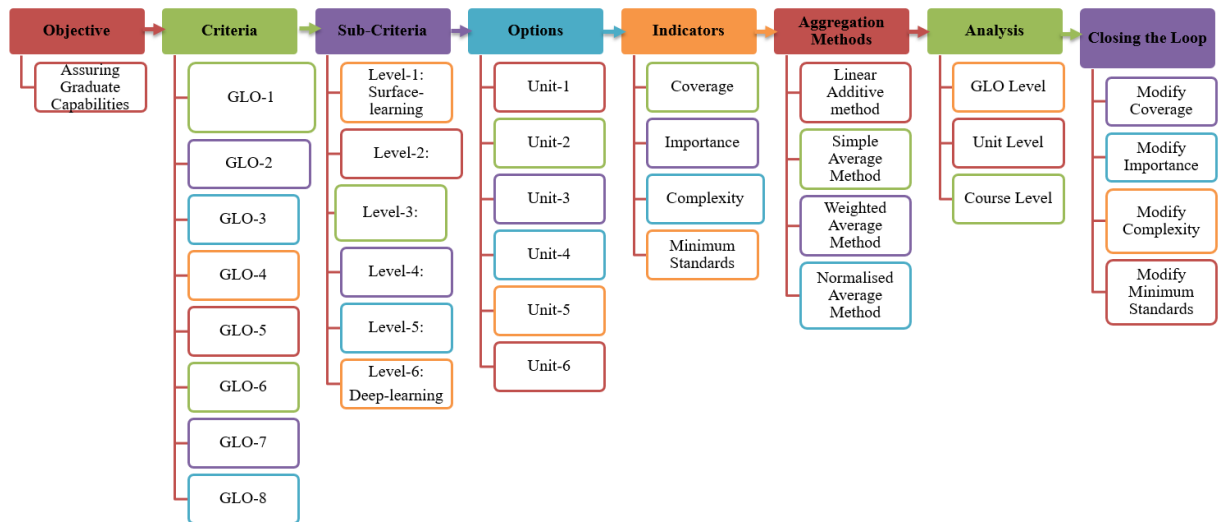 Objective
Assuring
Graduate
Capabilities
Criteria
GLO-1
GLO-2
GLO-3
GLO-4
GLO-5
GLO-6
GLO-7
GLO-8
Sub-Criteria
Level-1:
Surface-
learning
Level-2:
Level-3:
Level-4:
Level-5:
Level-6:
Deep-learning
Options
Unit-1
Unit-2
Unit-3
Unit-4
Unit-5
Unit-6
Indicators
Coverage
Importance
Complexity
Minimum
Standards
Aggregation
Methods
Linear
Additive
method
Simple
Average
Method
Weighted
Average
Method
Normalised
Average
Method
Analysis
GLO Level
Unit Level
Course Level
Closing the Loop
Modify
Coverage
Modify
Importance
Modify
Complexity
Modify
Minimum
Standards